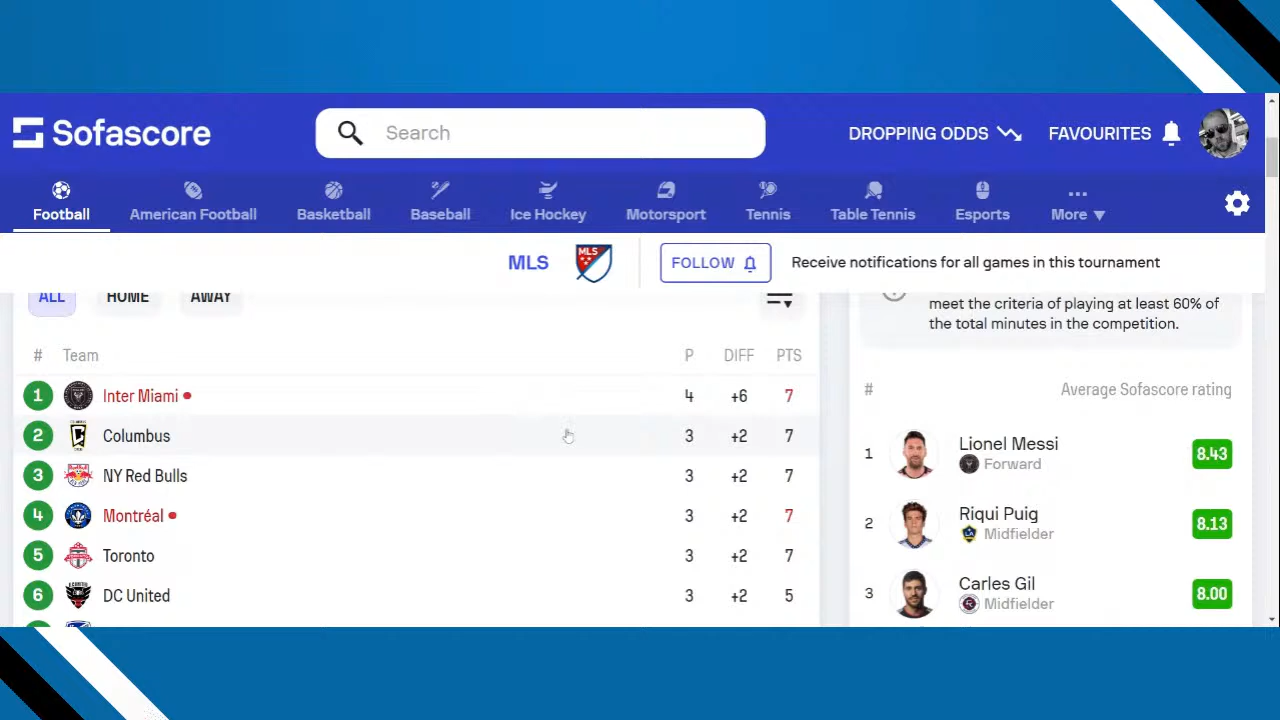 Sofascore
Search
DROPPING ODDS
FAVOURITES
Football
American Football
Basketball
Baseball
Ice Hockey
Motorsport
Tennis
Table Tennis
Esports
More
MLS
MLS
FOLLOW
Receive notifications for all games in this tournament
ALL
HOME
AWAY
# Team P DIFF PTS
1 Inter Miami 4 +6 7
2 Columbus 3 +2 7
3 NY Red Bulls 3 +2 7
4 Montréal 3 +2 7
5 Toronto 3 +2 7
6 DC United 3 +2 5
meet the criteria of playing at least 60% of
the total minutes in the competition.
# Average Sofascore rating
1 Lionel Messi 8.43
Forward
2 Riqui Puig 8.13
Midfielder
3 Carles Gil 8.00
Midfielder